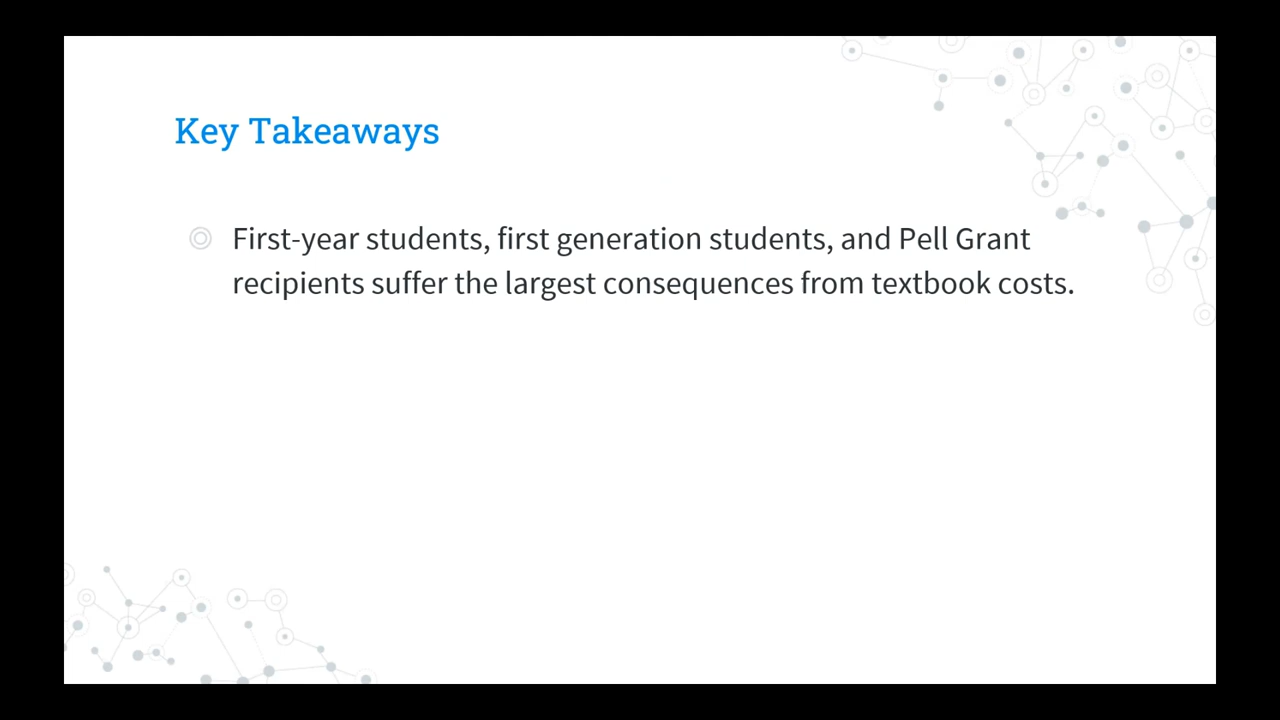 Key Takeaways
First-year students, first generation students, and Pell Grant
recipients suffer the largest consequences from textbook costs.